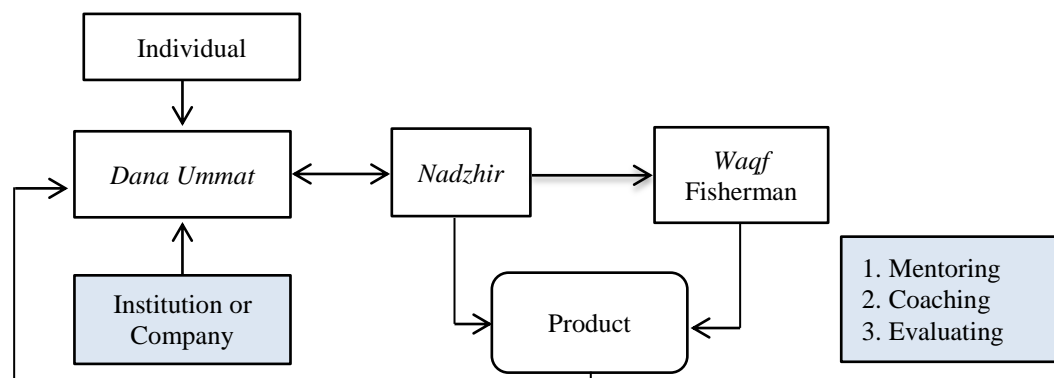 Individual
Dana Ummat
Nadzhir
Waqf
Fisherman
Institution or
Company
Product
1. Mentoring
2. Coaching
3. Evaluating